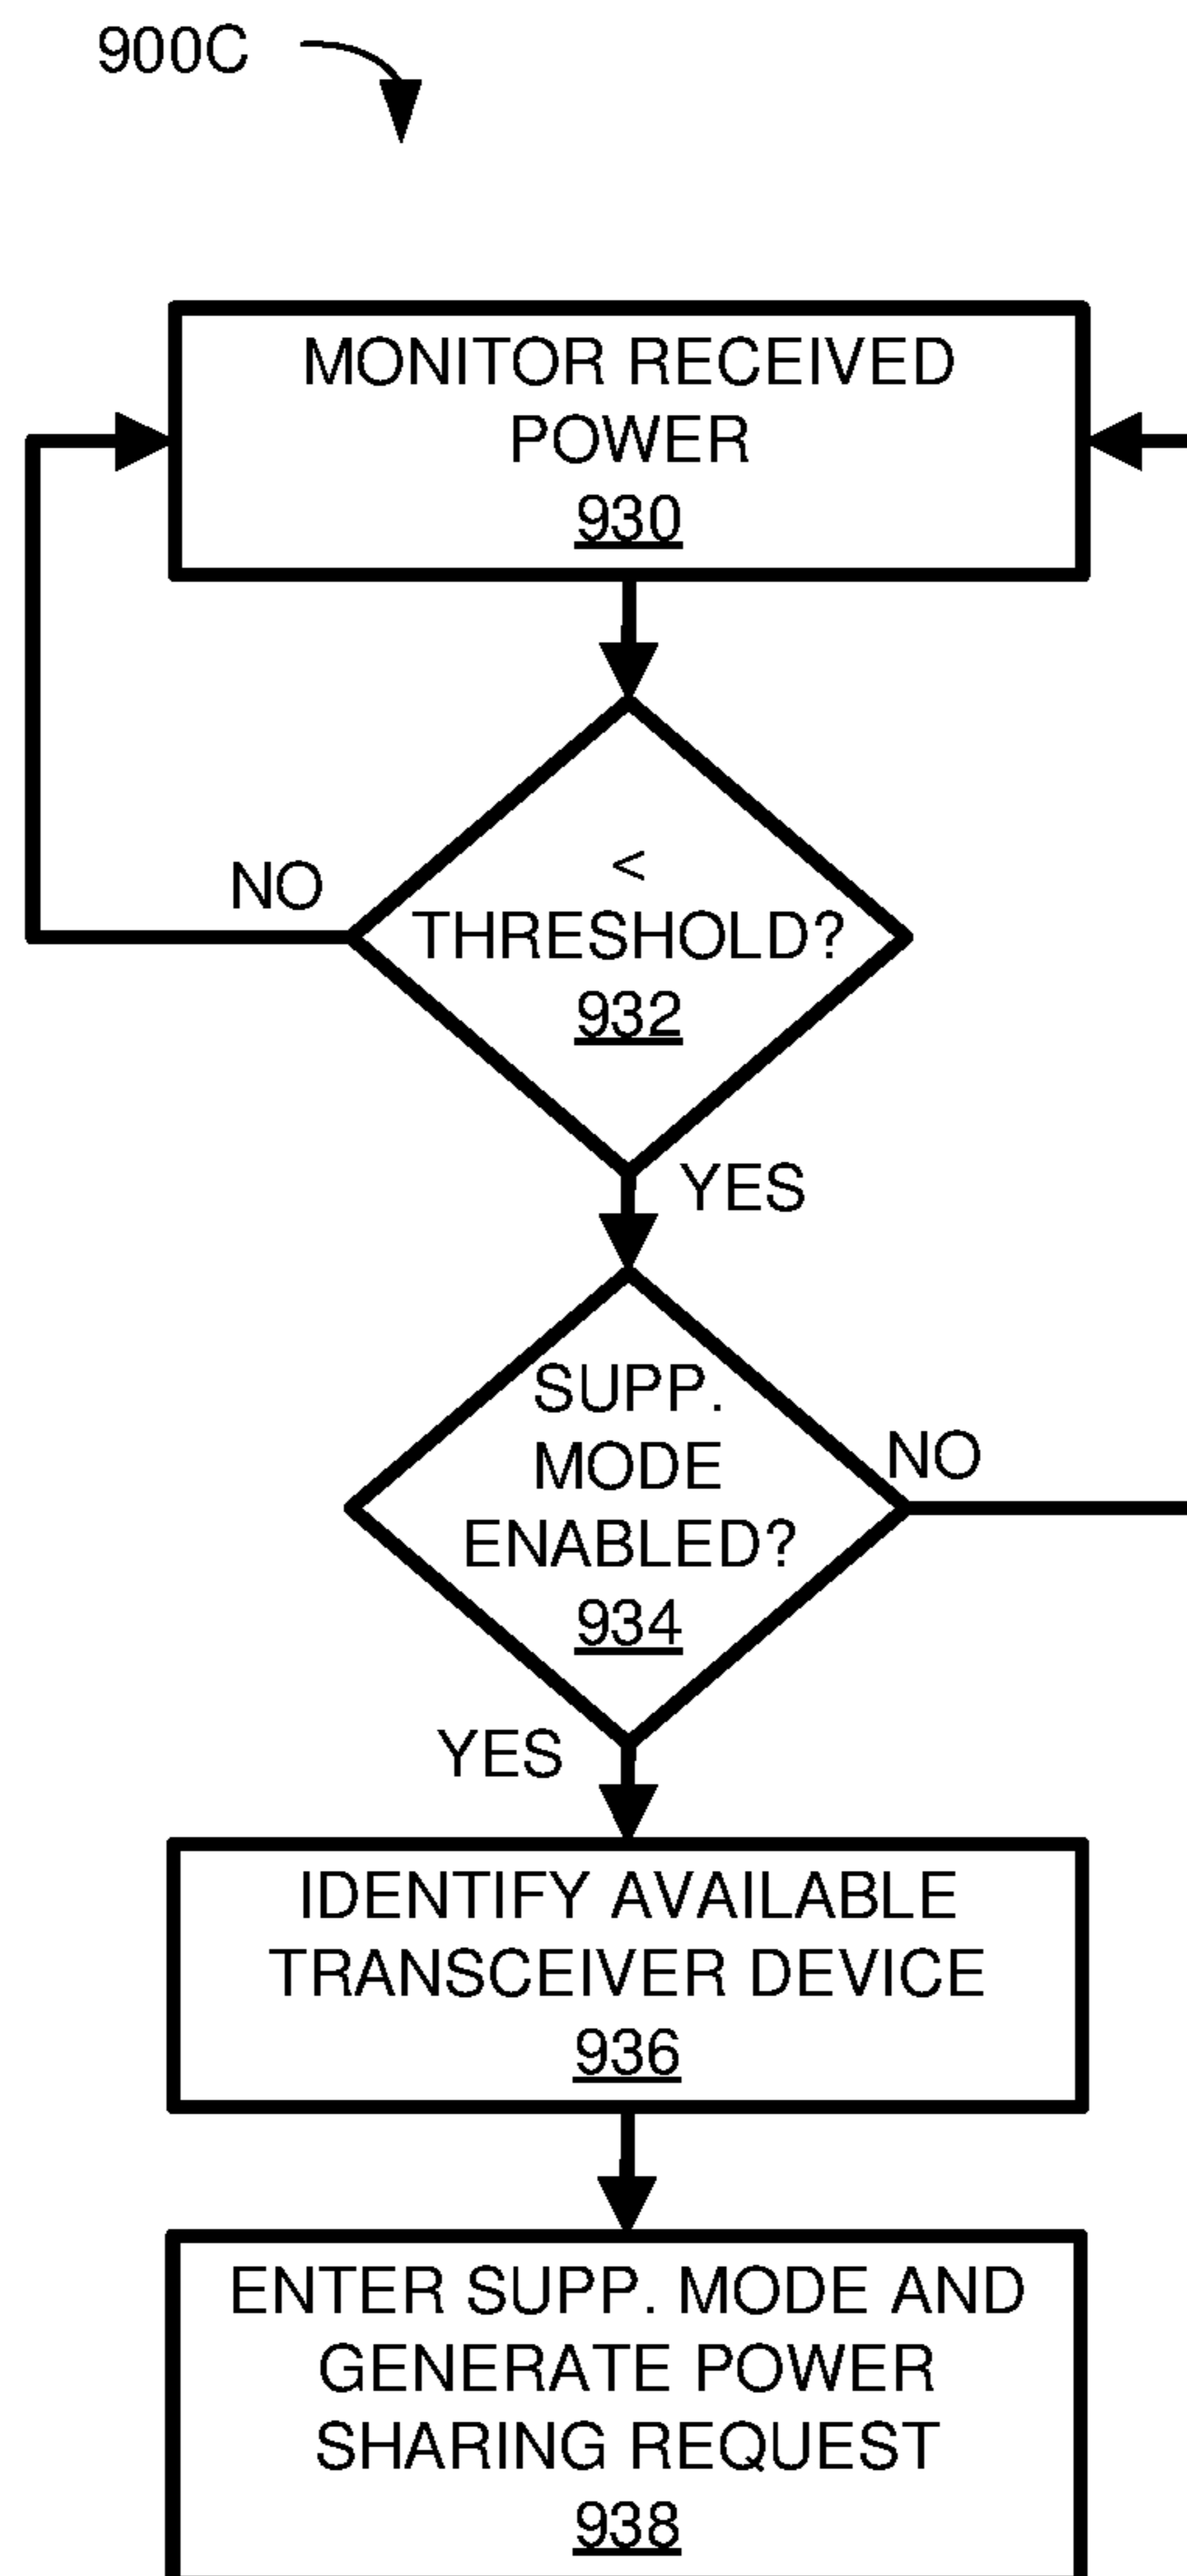 900C
MONITOR RECEIVED
POWER
930
<
THRESHOLD?
932
NO
YES
SUPP.
MODE
ENABLED?
934
NO
YES
IDENTIFY AVAILABLE
TRANSCEIVER DEVICE
936
ENTER SUPP. MODE AND
GENERATE POWER
SHARING REQUEST
938